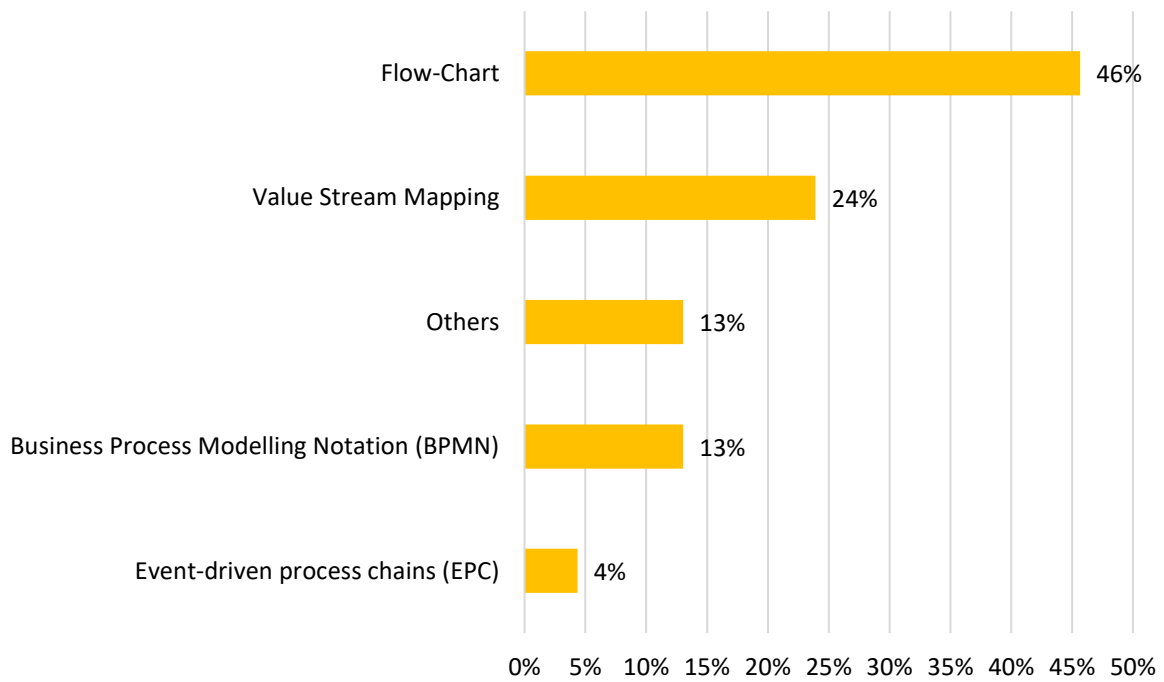 Flow-Chart
46%
Value Stream Mapping
24%
Others
13%
Business Process Modelling Notation (BPMN)
13%
Event-driven process chains (EPC)
4%
0% 5% 10% 15% 20% 25% 30% 35% 40% 45% 50%